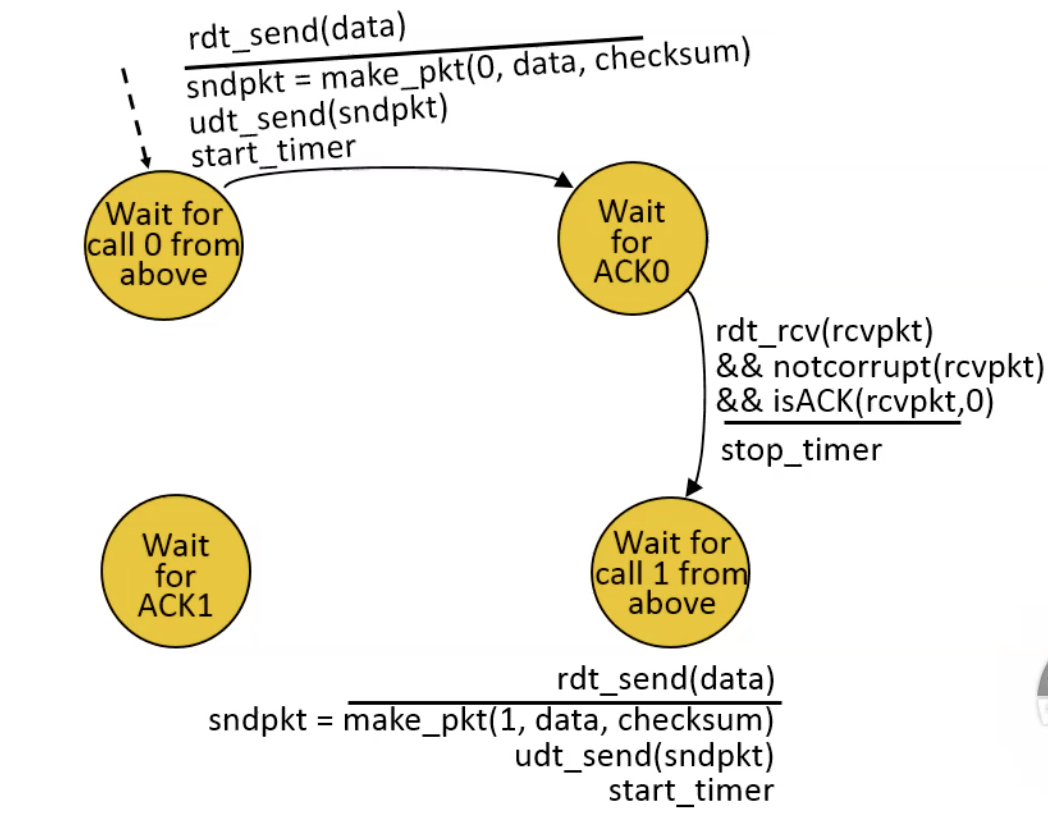 rdt_send(data)
sndpkt = make_pkt(0, data, checksum)
udt_send(sndpkt)
start_timer
Wait for
call 0 from
above
Wait
for
ACK0
rdt_rcv(rcvpkt)
&& notcorrupt(rcvpkt)
&& isACK(rcvpkt,0)
stop_timer
Wait
for
ACK1
Wait for
call 1 from
above
rdt_send(data)
sndpkt = make_pkt(1, data, checksum)
udt_send(sndpkt)
start_timer